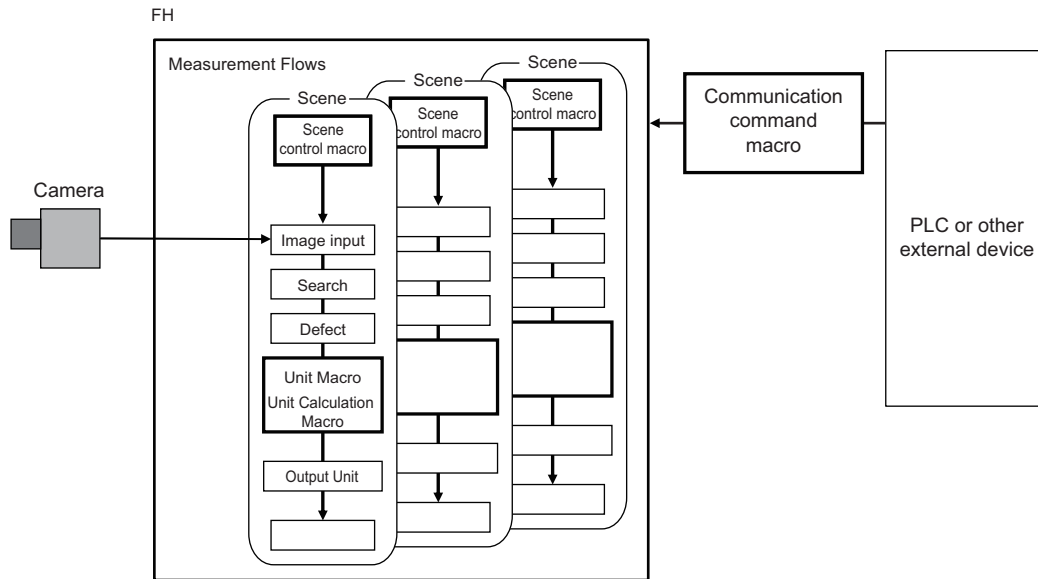 FH
Measurement Flows
Scene
Scene
Scene
Scene
control macro
Scene
control macro
Scene
control macro
Communication
command
macro
Camera
PLC or other
external device
Image input
Search
Defect
Unit Macro
Unit Calculation
Macro
Output Unit